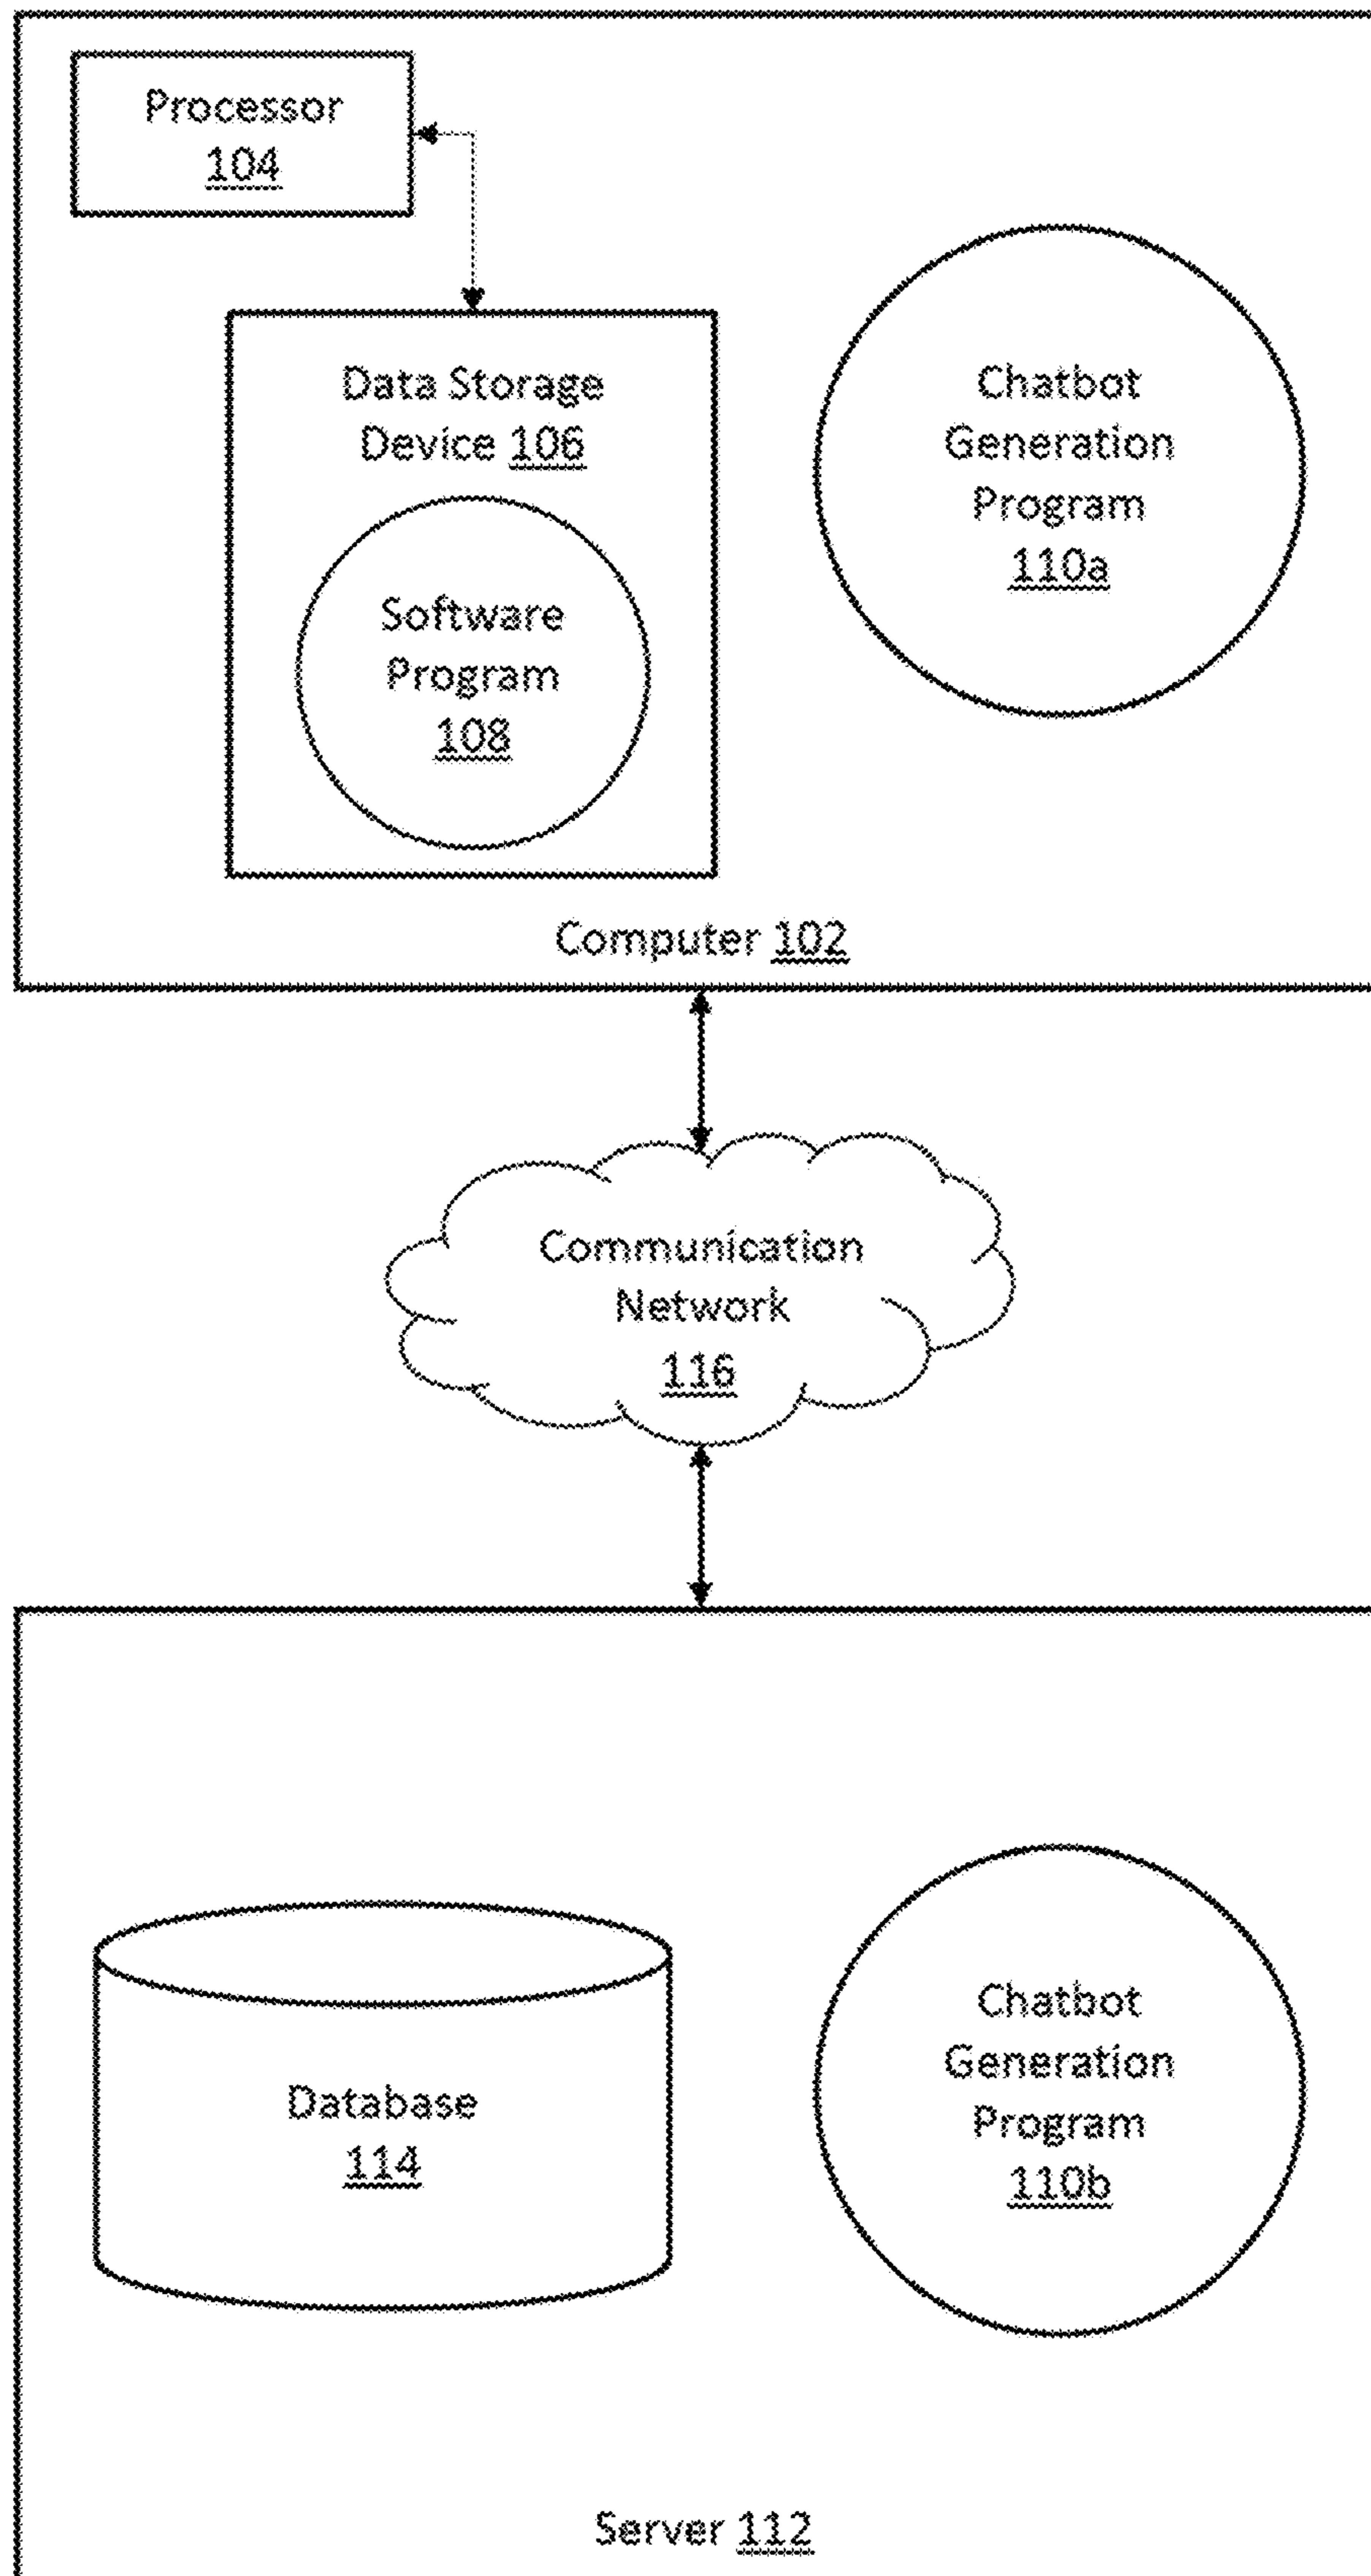 Processor
104
Data Storage
Device 106
Software
Program
108
Chatbot
Generation
Program
110a
Computer 102
Communication
Network
116
Database
114
Chatbot
Generation
Program
110b
Server 112